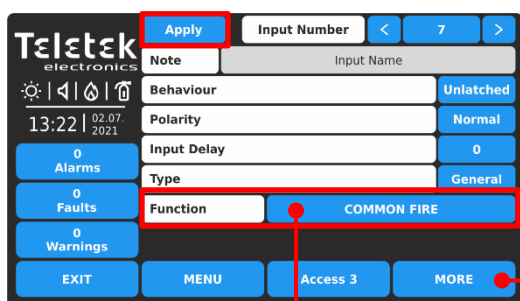 Teletek
electronics
Apply
Input Number
<
7
>
Note
Input Name
Behaviour
Unlatched
Polarity
Normal
Input Delay
0
Type
General
Function
COMMON FIRE
13:22
02.07.
2021
0
Alarms
0
Faults
0
Warnings
EXIT
MENU
Access 3
MORE